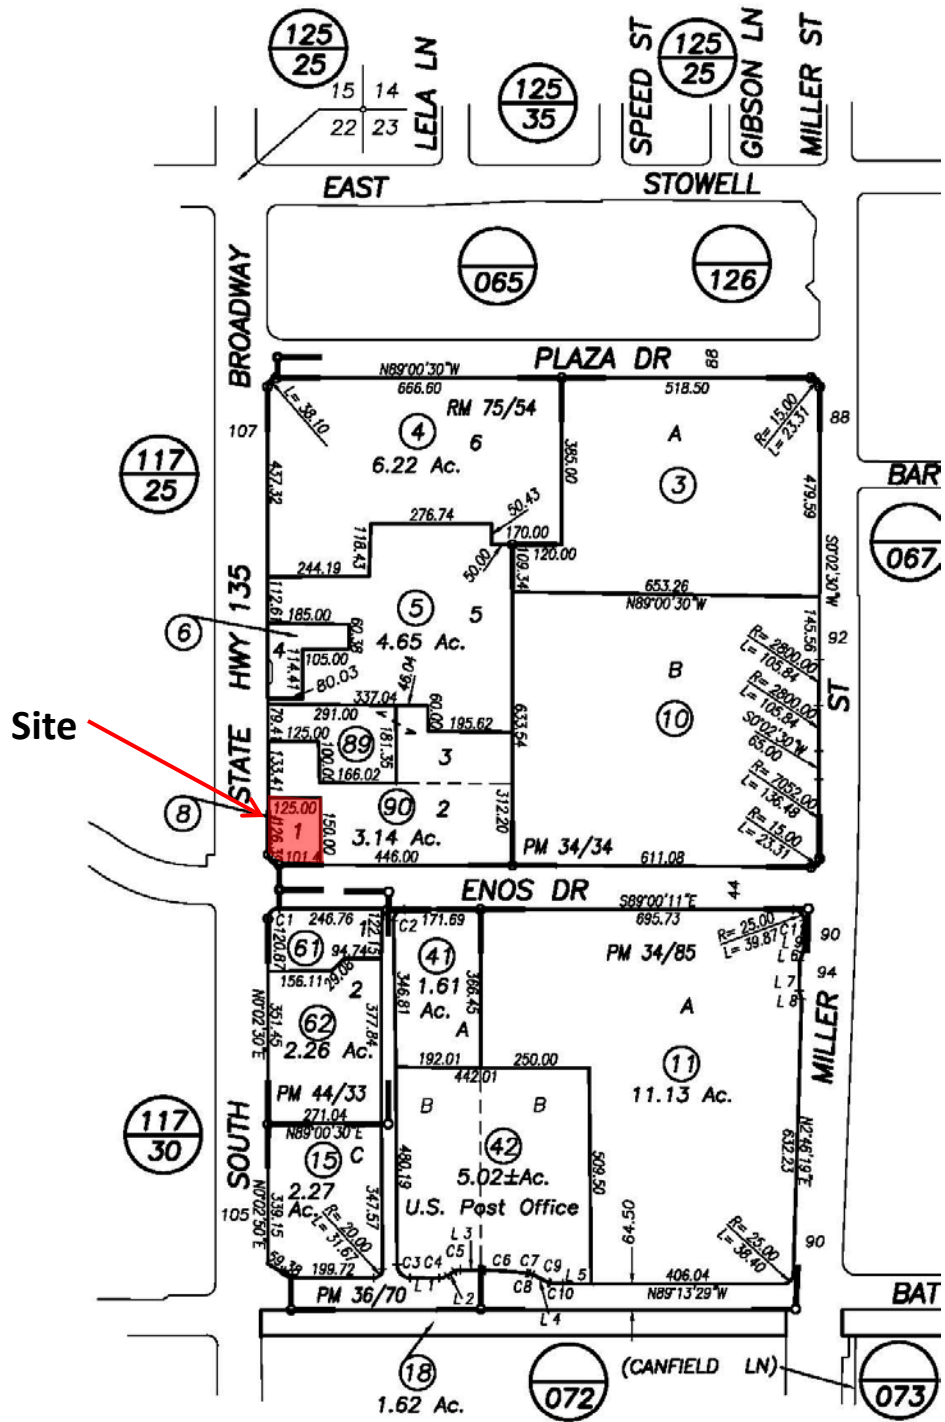 125
25
LELA LN
SPEED ST
125
25
GIBSON LN
MILLER ST
15 14
22 23
125
35
EAST STOWELL
065
126
BROADWAY
PLAZA DR
88
N89°00'30"W
666.60
518.50
L= 38.10
RM 75/54
R= 15.00
L= 23.31
107
4
6
6.22 Ac.
A
3
88
117
25
437.32
385.00
479.59
BAR
276.74
50.43
170.00
118.43
50.00
120.00
067
109.34
S0°02'30"W
244.19
653.26
N89°00'30"W
STATE HWY 135
112.61
5
5
4.65 Ac.
145.56
185.00
6
60.38
4
105.00
114.41
80.03
92
R= 2800.00
L= 105.84
B
10
R= 2800.00
L= 105.84
S0°02'30"W
65.00
337.04
46.04
291.00
60.00
633.54
ST
Site
79.41
125.00
89
181.35
195.62
100.00
3
133.41
166.02
R= 7052.00
L= 136.48
8
125.00
90
2
312.20
1
150.00
3.14 Ac.
R= 15.00
L= 23.31
126.39
101.4
446.00
PM 34/34
611.08
ENOS DR
44
S89°00'11"E
C1
246.76
122.15
C2
171.69
695.73
R= 25.00
L= 39.87
C11
90
120.87
61
1
94.74
41
PM 34/85
L 9
L 6
156.11
29.08
2
346.81
1.61
Ac.
366.45
L 7
94
L 8
N0°02'30"E
351.45
62
2.26 Ac.
377.84
A
A
MILLER
192.01
250.00
11
PM 44/33
442.01
11.13 Ac.
271.04
B
B
117
30
N89°00'30"E
15
C
42
N2°46'19"E
632.23
480.19
5.02±Ac.
509.50
SOUTH
2.27
Ac.
347.57
U.S. Post Office
105
N0°02'50"E
339.15
R= 20.00
L= 31.67
64.50
R= 25.00
L= 38.40
90
L 3
59.38
C3
C4
C5
C6
C7
C9
199.72
L 1
L 2
C8
C10
L 5
406.04
N89°13'29"W
PM 36/70
L 4
BAT
18
1.62 Ac.
072
(CANFIELD LN)
073